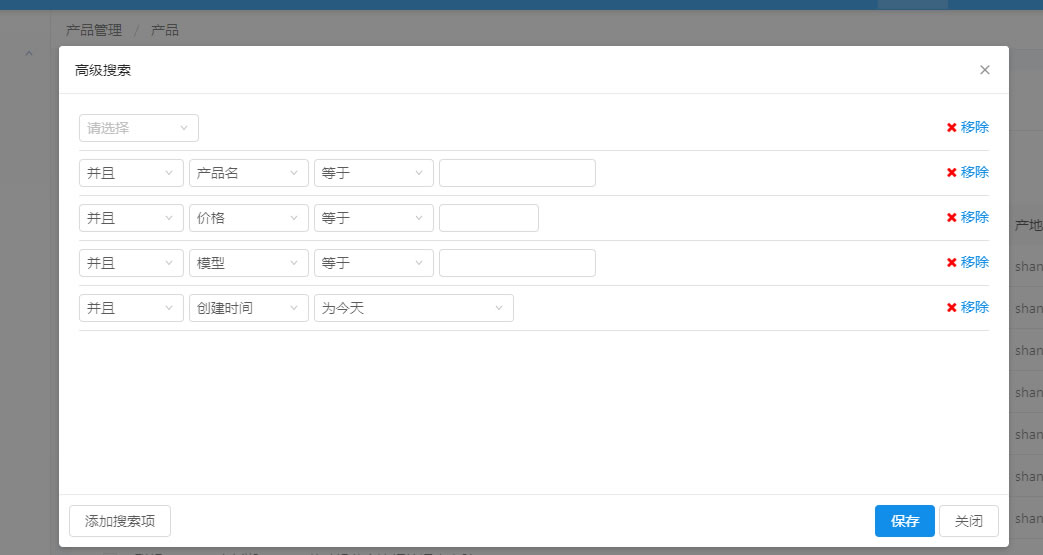 产品管理 / 产品
高级搜索
请选择 移除
并且 产品名 等于 移除
并且 价格 等于 移除
并且 模型 等于 移除
并且 创建时间 为今天 移除
产地
shan
shan
shan
shan
shan
shan
shan
添加搜索项 保存 关闭